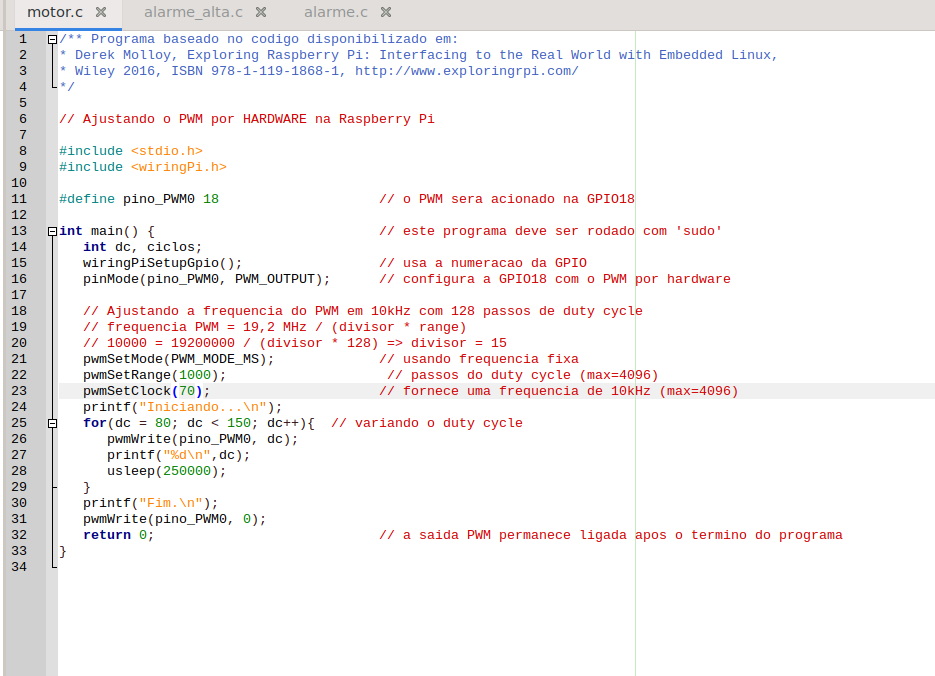 motor.c alarme_alta.c alarme.c
1 /** Programa baseado no codigo disponibilizado em:
2 * Derek Molloy, Exploring Raspberry Pi: Interfacing to the Real World with Embedded Linux,
3 * Wiley 2016, ISBN 978-1-119-1868-1, http://www.exploringrpi.com/
4 */
5
6 // Ajustando o PWM por HARDWARE na Raspberry Pi
7
8 #include <stdio.h>
9 #include <wiringPi.h>
10
11 #define pino_PWM0 18 // o PWM sera acionado na GPIO18
12
13 int main() { // este programa deve ser rodado com 'sudo'
14 int dc, ciclos;
15 wiringPiSetupGpio(); // usa a numeracao da GPIO
16 pinMode(pino_PWM0, PWM_OUTPUT); // configura a GPIO18 com o PWM por hardware
17
18 // Ajustando a frequencia do PWM em 10kHz com 128 passos de duty cycle
19 // frequencia PWM = 19,2 MHz / (divisor * range)
20 // 10000 = 19200000 / (divisor * 128) => divisor = 15
21 pwmSetMode(PWM_MODE_MS); // usando frequencia fixa
22 pwmSetRange(1000); // passos do duty cycle (max=4096)
23 pwmSetClock(70); // fornece uma frequencia de 10kHz (max=4096)
24 printf("Iniciando...\n");
25 for(dc = 80; dc < 150; dc++){ // variando o duty cycle
26 pwmWrite(pino_PWM0, dc);
27 printf("%d\n",dc);
28 usleep(250000);
29 }
30 printf("Fim.\n");
31 pwmWrite(pino_PWM0, 0);
32 return 0; // a saida PWM permanece ligada apos o termino do programa
33 }
34